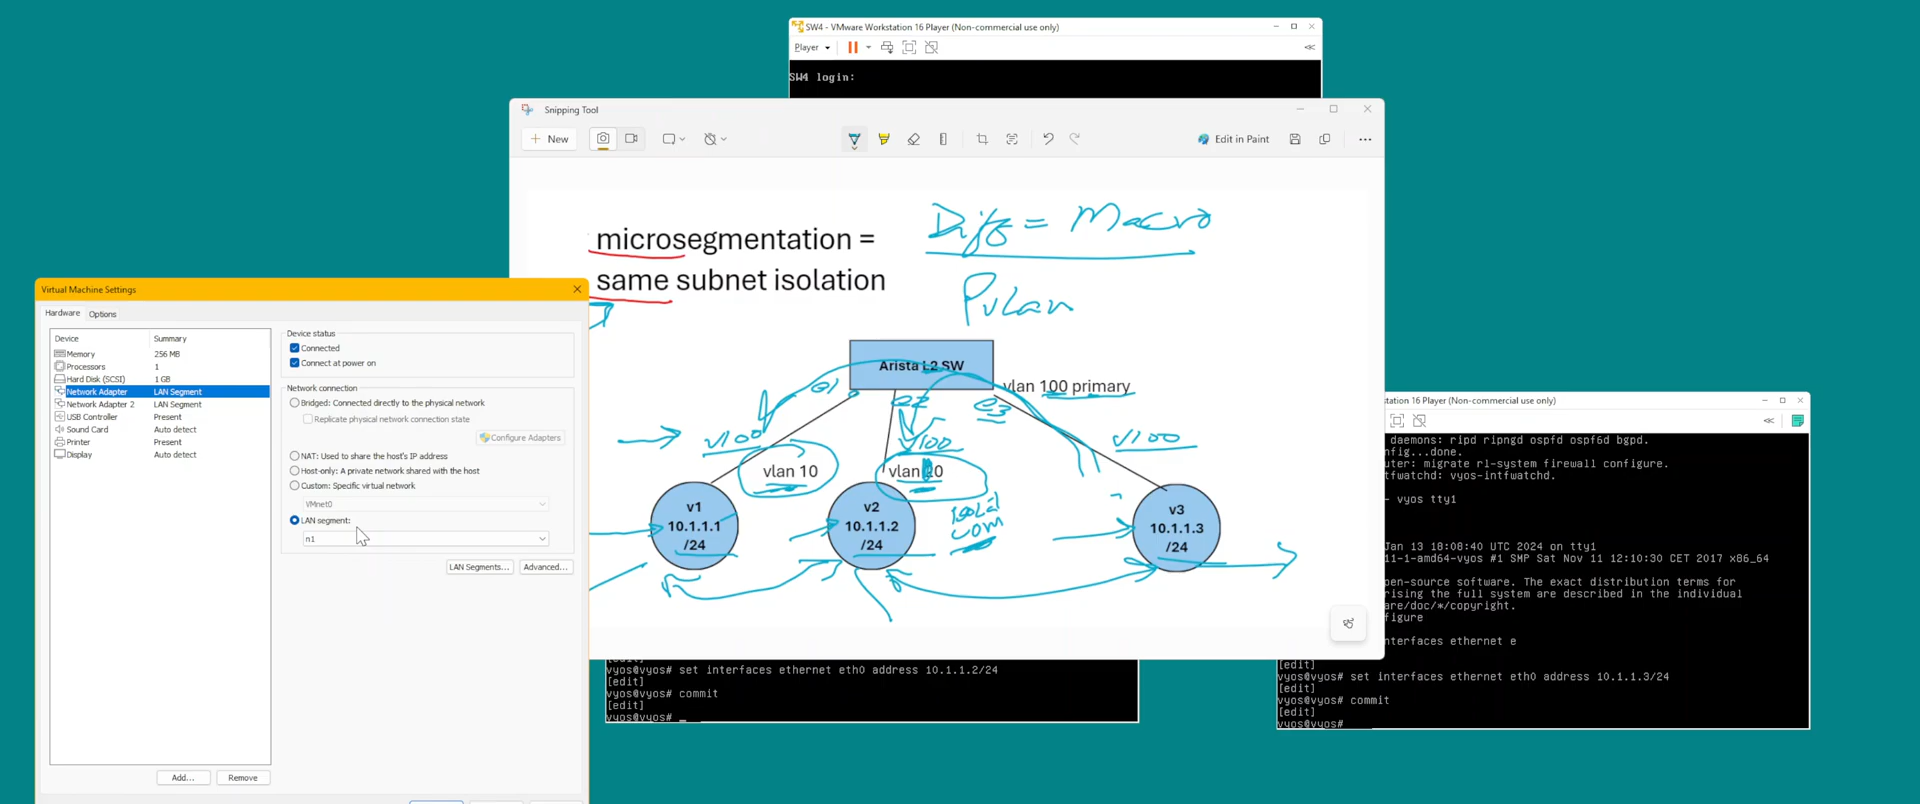 SW4 - VMware Workstation 16 Player (Non-commercial use only)
Player
SW4 login:
Snipping Tool
New
Edit in Paint
microsegmentation =
same subnet isolation
Diff = Macro
Pvlan
Arista L2 SW
vlan 100 primary
e1
e2
e3
v100
v100
v100
vlan 10
vlan
v1
10.1.1.1
/24
v2
10.1.1.2
/24
v3
10.1.1.3
/24
com
Virtual Machine Settings
Hardware
Options
Device Summary
Memory 256 MB
Processors 1
Hard Disk (SCSI) 1 GB
Network Adapter LAN Segment
Network Adapter 2 LAN Segment
USB Controller Present
Sound Card Auto detect
Printer Present
Display Auto detect
Add...
Remove
Device status
Connected
Connect at power on
Network connection
Bridged: Connected directly to the physical network
Replicate physical network connection state
Configure Adapters
NAT: Used to share the host's IP address
Host-only: A private network shared with the host
Custom: Specific virtual network
VMnet0
LAN segment:
n1
LAN Segments...
Advanced...
[edit]
vyos@vyos# set interfaces ethernet eth0 address 10.1.1.2/24
[edit]
vyos@vyos# commit
[edit]
vyos@vyos# _
station 16 Player (Non-commercial use only)
daemons: ripd ripngd ospfd ospf6d bgpd.
nfig...done.
uter: migrate rl-system firewall configure.
tfwatchd: vyos-intfwatchd.
- vyos tty1
Jan 13 18:08:40 UTC 2024 on tty1
11-1-amd64-vyos #1 SMP Sat Nov 11 12:10:30 CET 2017 x86_64
pen-source software. The exact distribution terms for
rising the full system are described in the individual
are/doc/*/copyright.
figure
nterfaces ethernet e
[edit]
vyos@vyos# set interfaces ethernet eth0 address 10.1.1.3/24
[edit]
vyos@vyos# commit
[edit]
vyos@vyos#